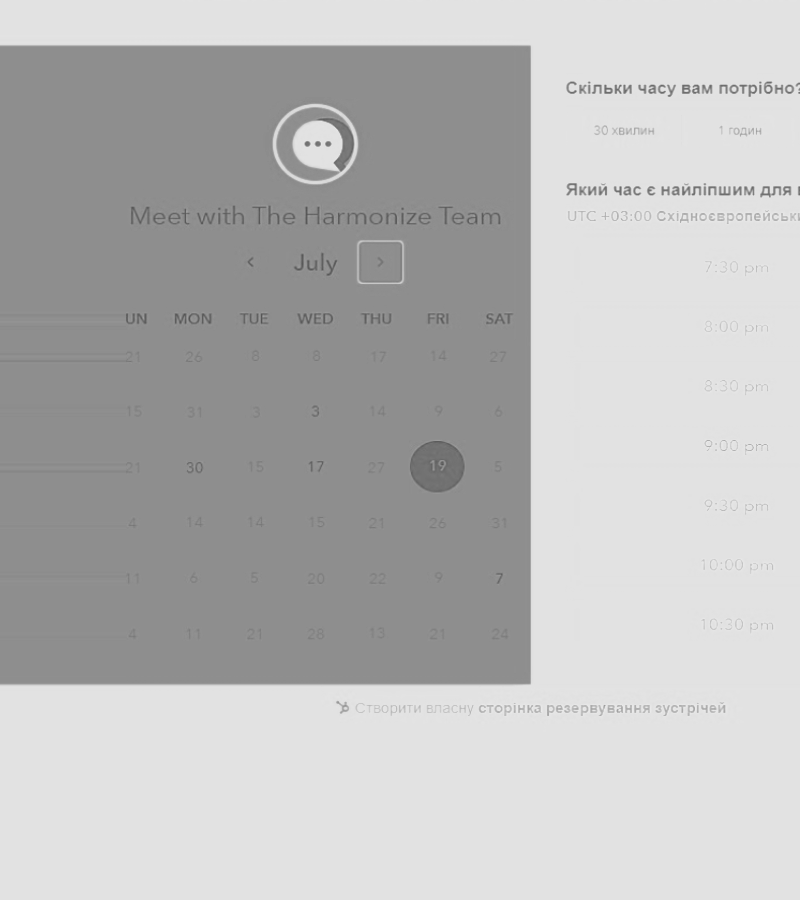 Meet with The Harmonize Team
July
UN MON TUE WED THU FRI SAT
21 26 8 8 17 14 27
15 31 3 3 14 9 6
21 30 15 17 27 19 5
4 14 14 15 21 26 31
11 6 5 20 22 9 7
4 11 21 28 13 21 24
Скільки часу вам потрібно?
30 хвилин 1 годин
Який час є найліпшим для
UTC +03:00 Східноєвропейськ
7:30 pm
8:00 pm
8:30 pm
9:00 pm
9:30 pm
10:00 pm
10:30 pm
Створити власну сторінка резервування зустрічей